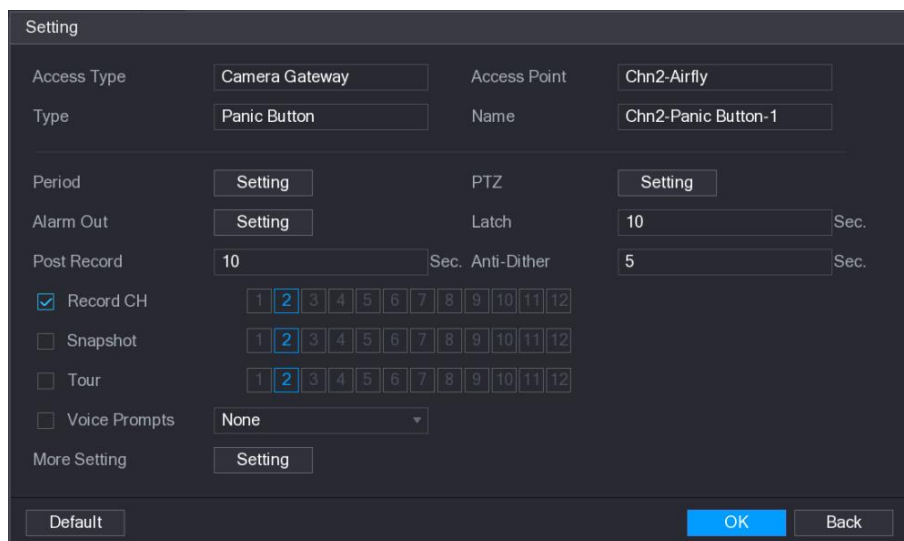 Setting
Access Type Camera Gateway Access Point Chn2-Airfly
Type Panic Button Name Chn2-Panic Button-1
Period Setting PTZ Setting
Alarm Out Setting Latch 10 Sec.
Post Record 10 Sec. Anti-Dither 5 Sec.
Record CH 1 2 3 4 5 6 7 8 9 10 11 12
Snapshot 1 2 3 4 5 6 7 8 9 10 11 12
Tour 1 2 3 4 5 6 7 8 9 10 11 12
Voice Prompts None
More Setting Setting
Default OK Back